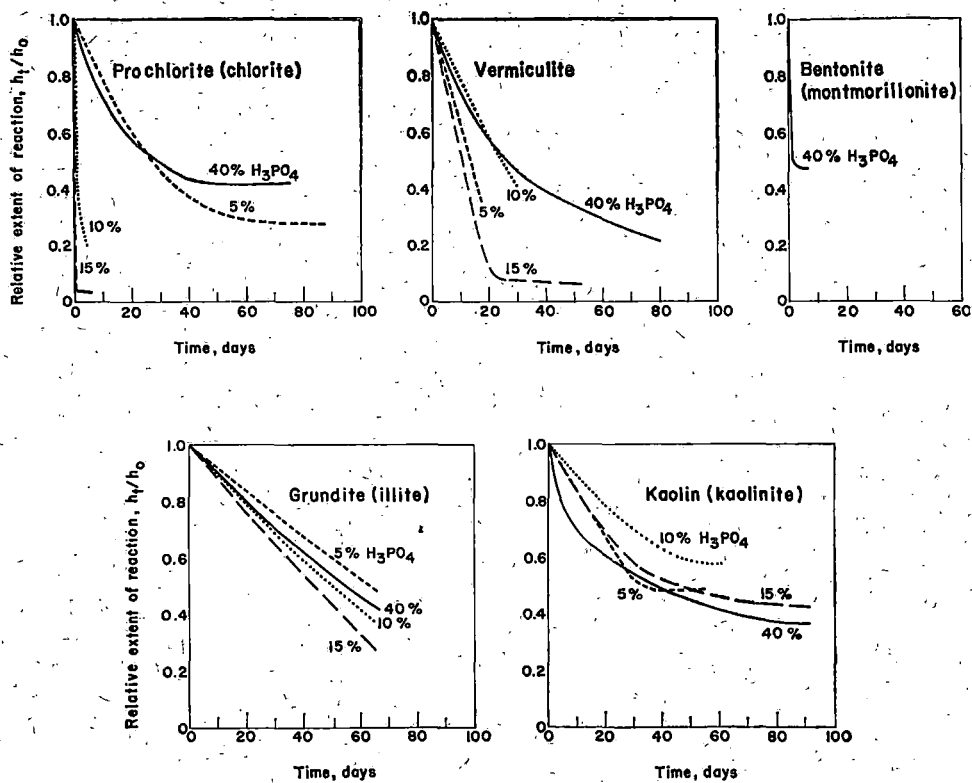 Relative extent of reaction, ht/h0
1.0
0.8
0.6
0.4
0.2
0
Prochlorite (chlorite)
40% H3PO4
5%
10%
15%
0 20 40 60 80 100
Time, days
1.0
0.8
0.6
0.4
0.2
0
Vermiculite
10%
5%
40% H3PO4
15%
0 20 40 60 80 100
Time, days
1.0
0.8
0.6
0.4
0.2
0
Bentonite
(montmorillonite)
40% H3PO4
0 20 40 60
Time, days
Relative extent of reaction, ht/h0
1.0
0.8
0.6
0.4
0.2
0
Grundite (illite)
5% H3PO4
40%
10%
15%
0 20 40 60 80 100
Time, days
1.0
0.8
0.6
0.4
0.2
0
Kaolin (kaolinite)
10% H3PO4
5%
15%
40%
0 20 40 60 80 100
Time, days